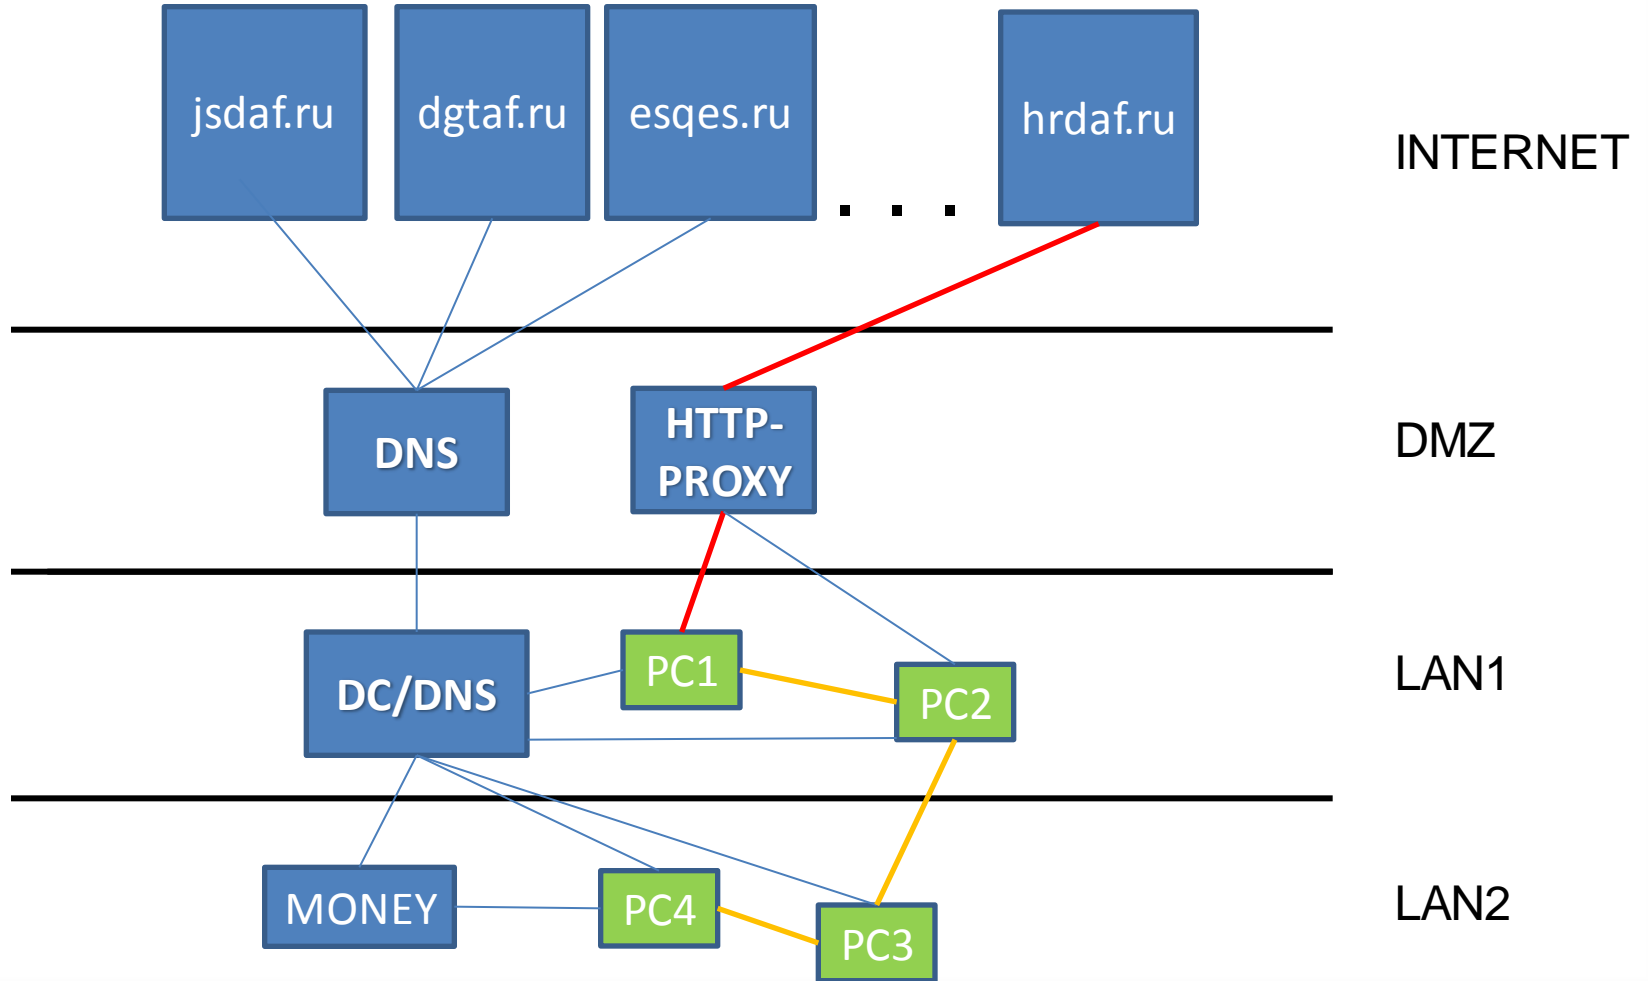 jsdaf.ru
dgtaf.ru
esqes.ru
. . .
hrdaf.ru
INTERNET
DNS
HTTP-
PROXY
DMZ
DC/DNS
PC1
PC2
LAN1
MONEY
PC4
PC3
LAN2